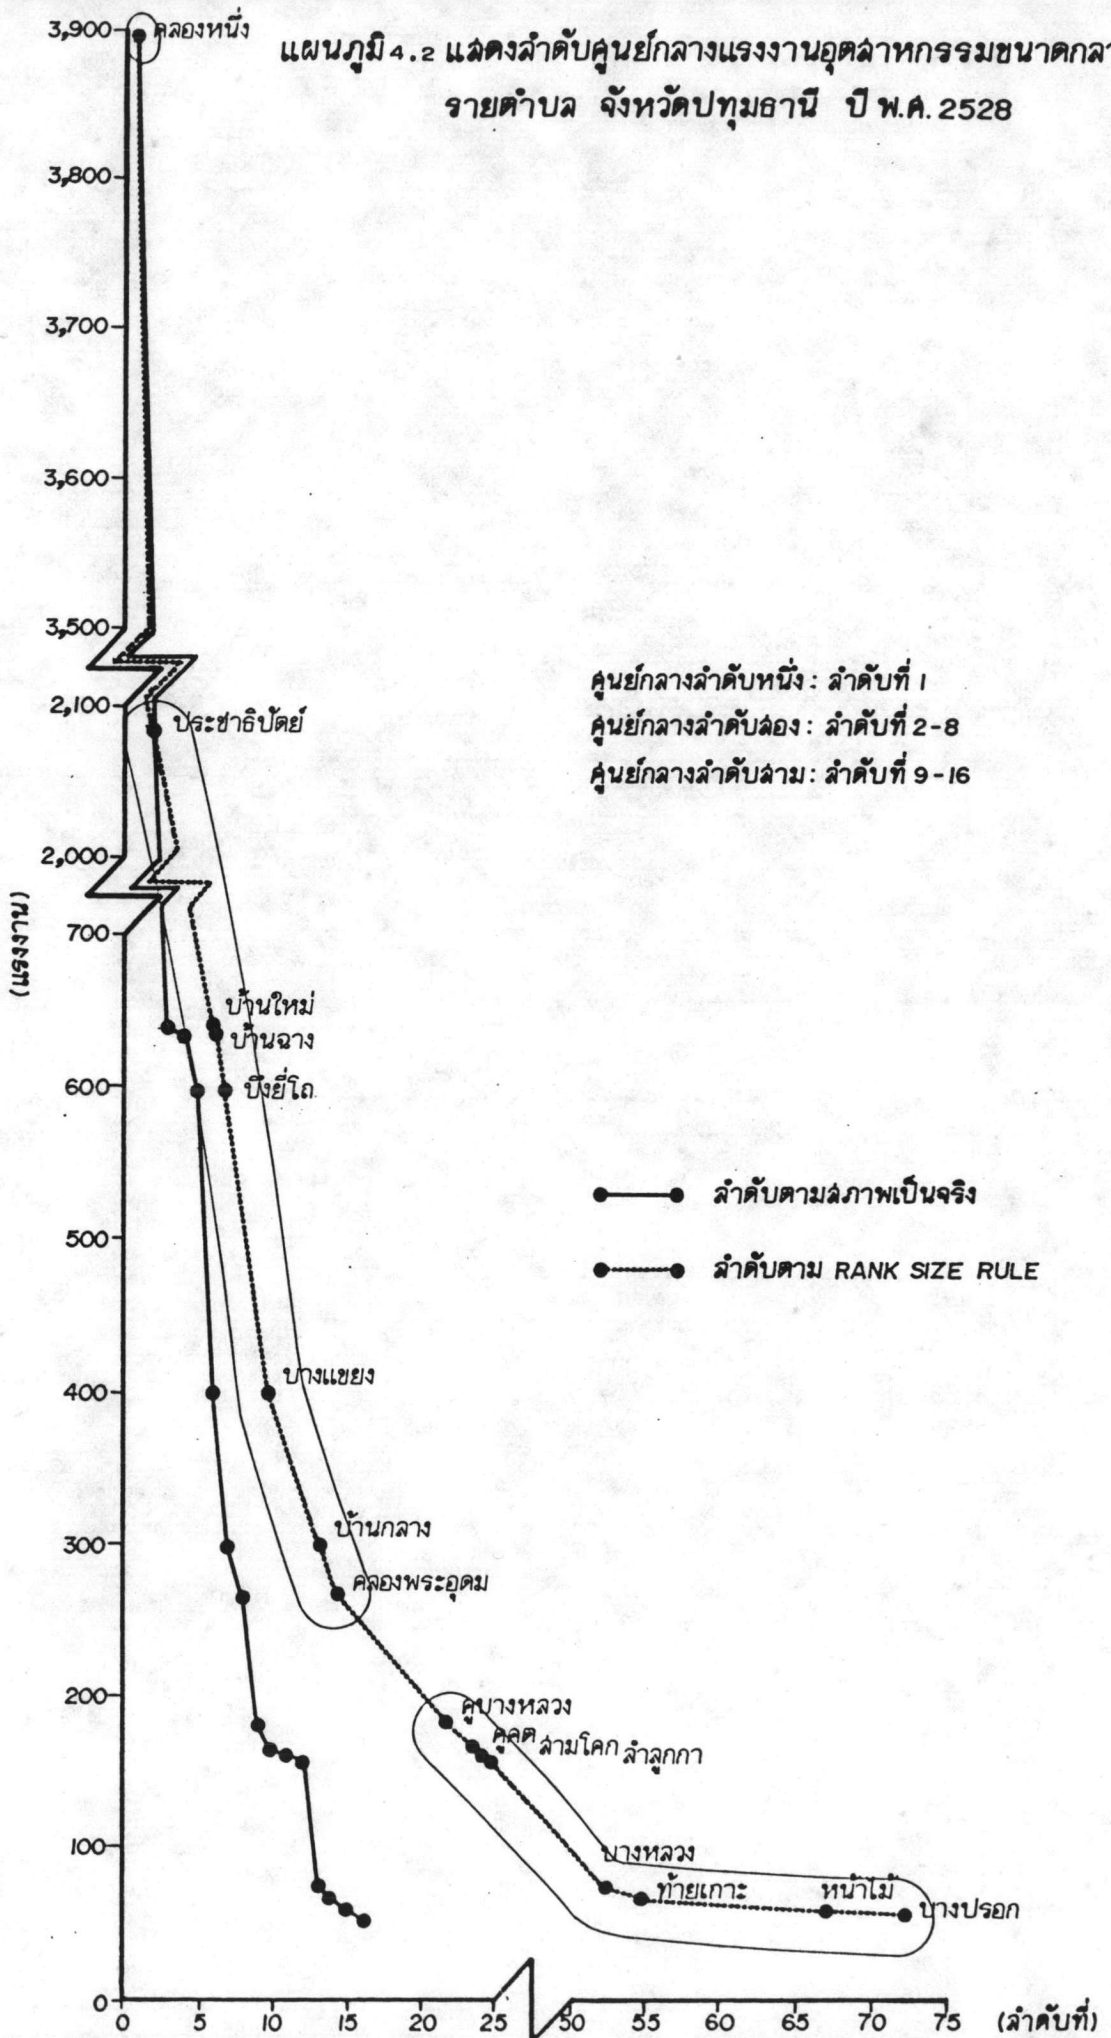 แผนภูมิ 4.2 แสดงลำดับศูนย์กลางแรงงานอุตสาหกรรมขนาดกลา
รายตำบล จังหวัดปทุมธานี ปี พ.ศ. 2528
3,900
คลองหนึ่ง
3,800
3,700
3,600
3,500
ศูนย์กลางลำดับหนึ่ง: ลำดับที่ 1
ศูนย์กลางลำดับสอง: ลำดับที่ 2-8
ศูนย์กลางลำดับสาม: ลำดับที่ 9-16
2,100
ประชาธิปัตย์
2,000
(แรงงาน)
700
บ้านใหม่
บ้านฉาง
600
บึงยี่โถ
ลำดับตามสภาพเป็นจริง
500
ลำดับตาม RANK SIZE RULE
400
บางแขยง
300
บ้านกลาง
คลองพระอุดม
200
คูบางหลวง
คูคต
สามโคก
ลำลูกกา
100
บางหลวง
ท้ายเกาะ
หน้าไม้
บางปรอก
0
0 5 10 15 20 25 50 55 60 65 70 75 (ลำดับที่)